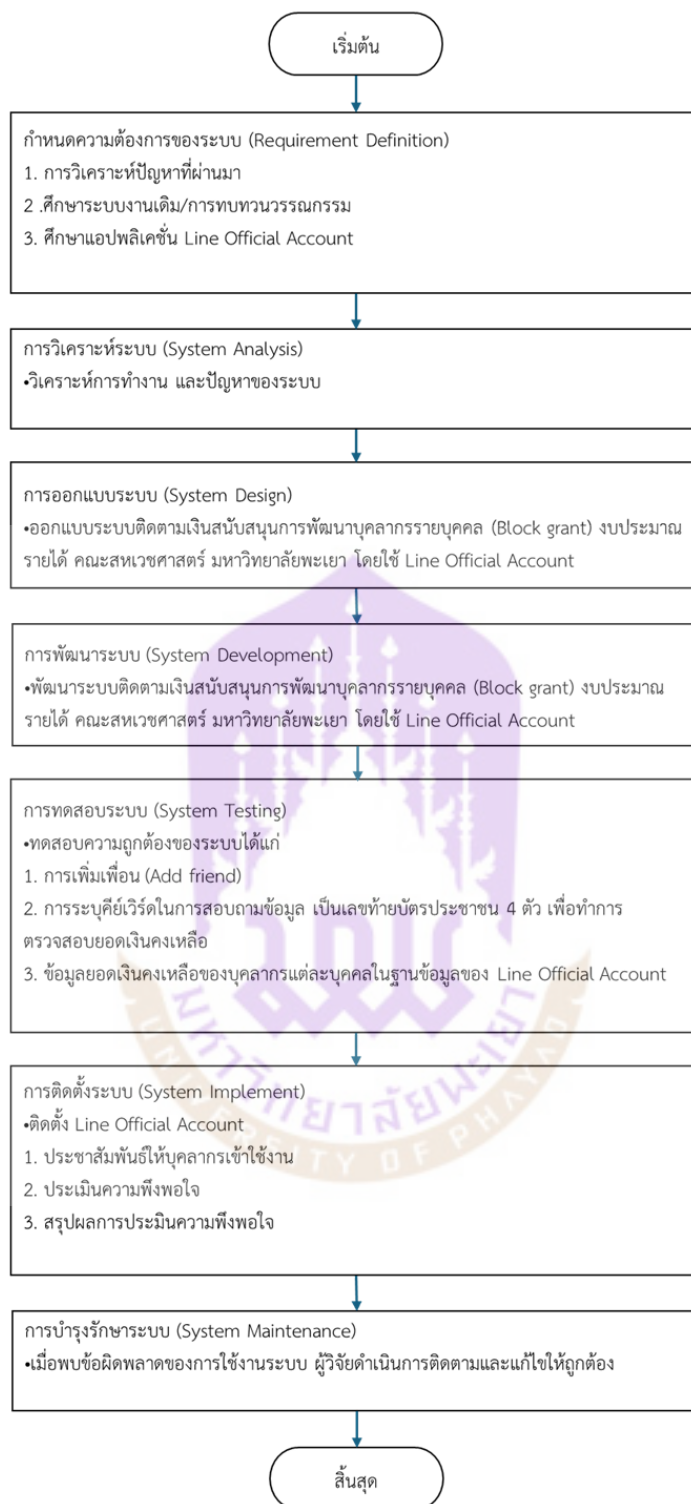 เริ่มต้น
กำหนดความต้องการของระบบ (Requirement Definition)
1. การวิเคราะห์ปัญหาที่ผ่านมา
2 .ศึกษาระบบงานเดิม/การทบทวนวรรณกรรม
3. ศึกษาแอปพลิเคชั่น Line Official Account
การวิเคราะห์ระบบ (System Analysis)
•วิเคราะห์การทำงาน และปัญหาของระบบ
การออกแบบระบบ (System Design)
•ออกแบบระบบติดตามเงินสนับสนุนการพัฒนาบุคลากรรายบุคคล (Block grant) งบประมาณ
รายได้ คณะสหเวชศาสตร์ มหาวิทยาลัยพะเยา โดยใช้ Line Official Account
การพัฒนาระบบ (System Development)
•พัฒนาระบบติดตามเงินสนับสนุนการพัฒนาบุคลากรรายบุคคล (Block grant) งบประมาณ
รายได้ คณะสหเวชศาสตร์ มหาวิทยาลัยพะเยา โดยใช้ Line Official Account
การทดสอบระบบ (System Testing)
•ทดสอบความถูกต้องของระบบได้แก่
1. การเพิ่มเพื่อน (Add friend)
2. การระบุคีย์เวิร์ดในการสอบถามข้อมูล เป็นเลขท้ายบัตรประชาชน 4 ตัว เพื่อทำการ
ตรวจสอบยอดเงินคงเหลือ
3. ข้อมูลยอดเงินคงเหลือของบุคลากรแต่ละบุคคลในฐานข้อมูลของ Line Official Account
การติดตั้งระบบ (System Implement)
•ติดตั้ง Line Official Account
1. ประชาสัมพันธ์ให้บุคลากรเข้าใช้งาน
2. ประเมินความพึงพอใจ
3. สรุปผลการประมินความพึงพอใจ
มหาวิทยาลัยพะเยา
UNIVERSITY OF PHAYAO
การบำรุงรักษาระบบ (System Maintenance)
•เมื่อพบข้อผิดพลาดของการใช้งานระบบ ผู้วิจัยดำเนินการติดตามและแก้ไขให้ถูกต้อง
สิ้นสุด